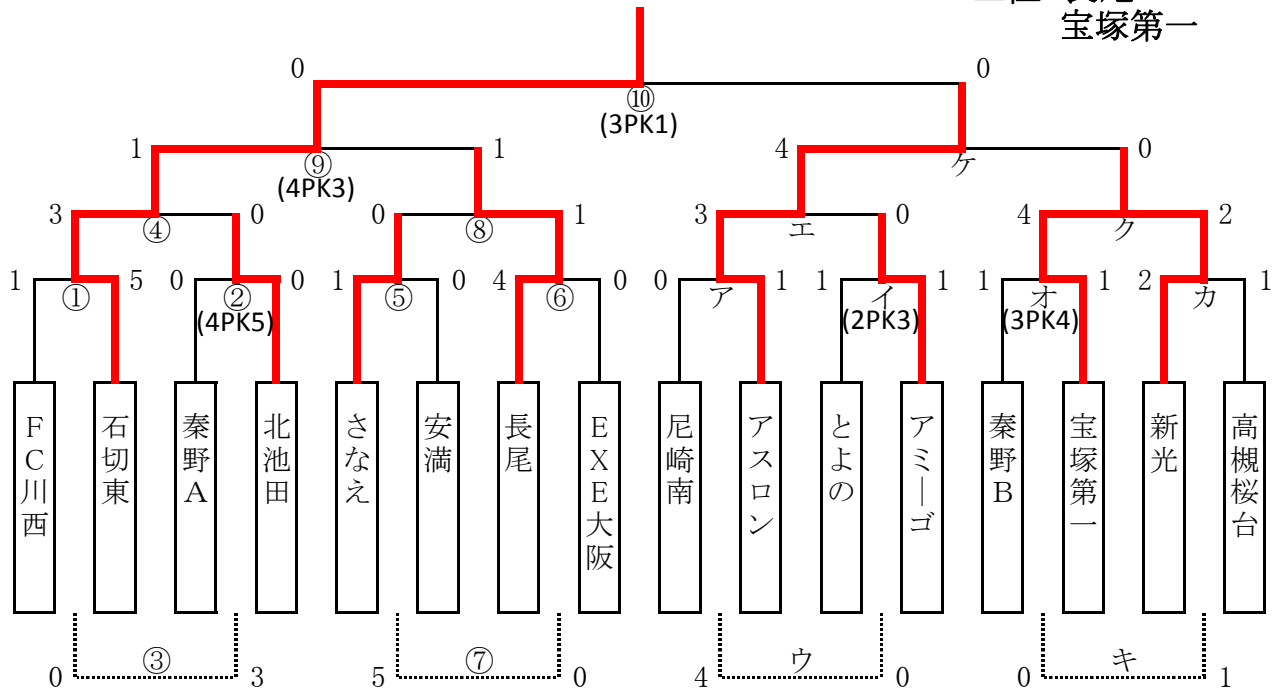 宝塚第一
0 0
⑩
(3PK1)
1 1 4 0
⑨ ケ
(4PK3)
3 0 0 1 3 0 4 2
④ ⑧ エ ク
1 5 0 0 1 0 4 0 0 1 1 1 1 1 2 1
① ② ⑤ ⑥ ア イ オ カ
(4PK5) (2PK3) (3PK4)
FC川西
石切東
秦野A
北池田
さなえ
安満
長尾
EXE大阪
尼崎南
アスロン
とよの
アミーゴ
秦野B
宝塚第一
新光
高槻桜台
③ ⑦ ウ キ
0 3 5 0 4 0 0 1